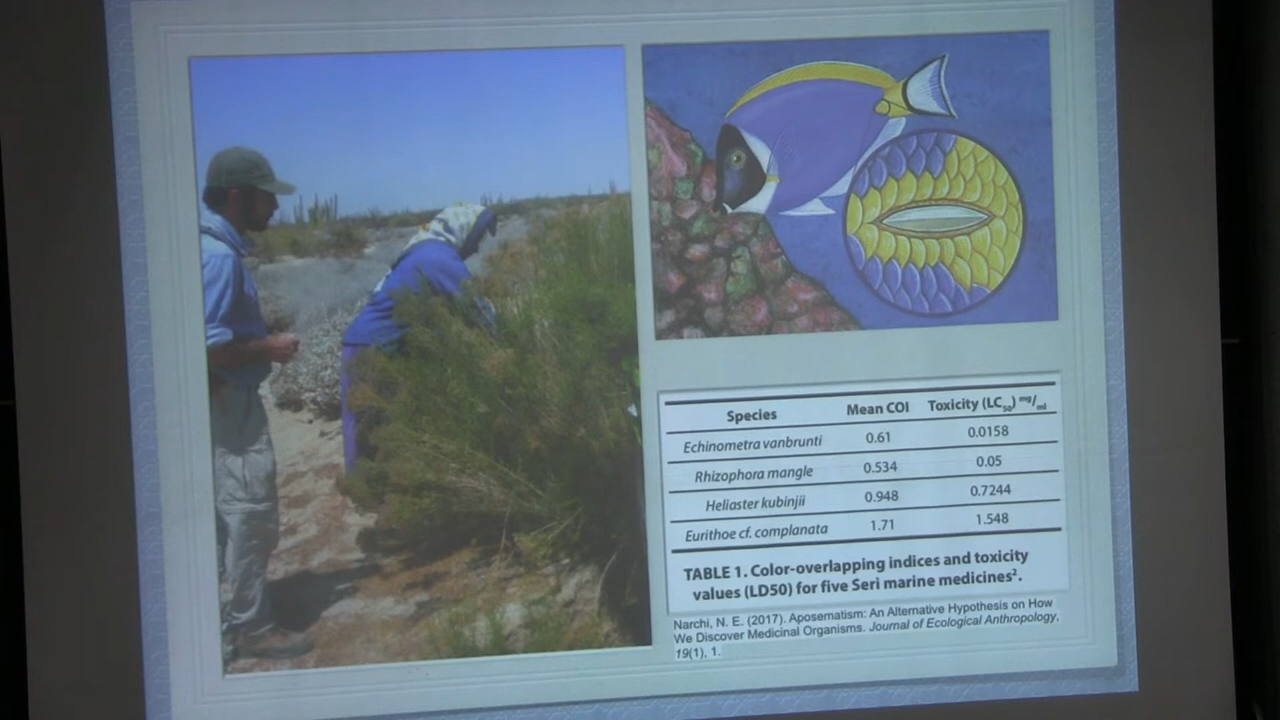 Species Mean COI Toxicity (LC50) mg/ml
Echinometra vanbrunti 0.61 0.0158
Rhizophora mangle 0.534 0.05
Heliaster kubinjii 0.948 0.7244
Eurithoe cf. complanata 1.71 1.548
TABLE 1. Color-overlapping indices and toxicity
values (LD50) for five Seri marine medicines².
Narchi, N. E. (2017). Aposematism: An Alternative Hypothesis on How
We Discover Medicinal Organisms. Journal of Ecological Anthropology,
19(1), 1.